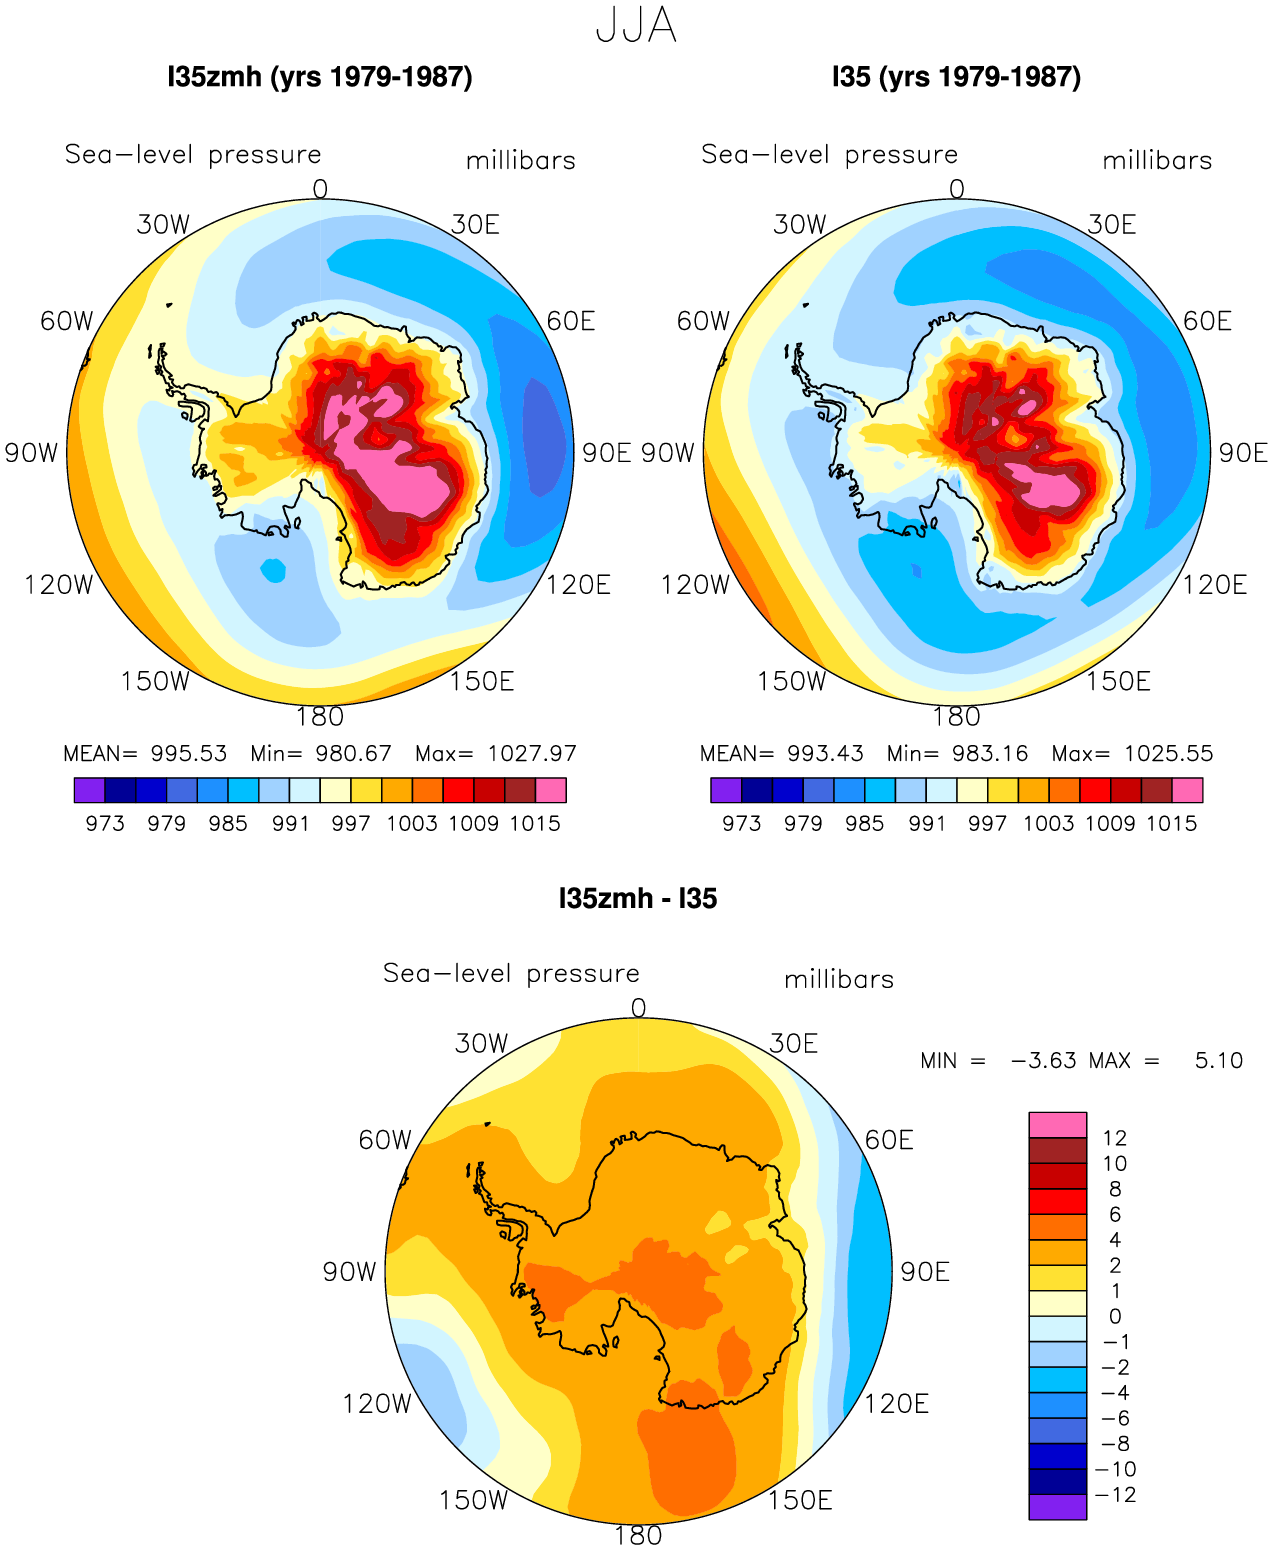 JJA
I35zmh (yrs 1979-1987)
I35 (yrs 1979-1987)
Sea-level pressure millibars
0
30W 30E
60W 60E
90W 90E
120W 120E
150W 150E
180
MEAN= 995.53 Min= 980.67 Max= 1027.97
973 979 985 991 997 1003 1009 1015
Sea-level pressure millibars
0
30W 30E
60W 60E
90W 90E
120W 120E
150W 150E
180
MEAN= 993.43 Min= 983.16 Max= 1025.55
973 979 985 991 997 1003 1009 1015
I35zmh - I35
Sea-level pressure millibars
0
30W 30E
60W 60E
90W 90E
120W 120E
150W 150E
180
MIN = -3.63 MAX = 5.10
12
10
8
6
4
2
1
0
-1
-2
-4
-6
-8
-10
-12